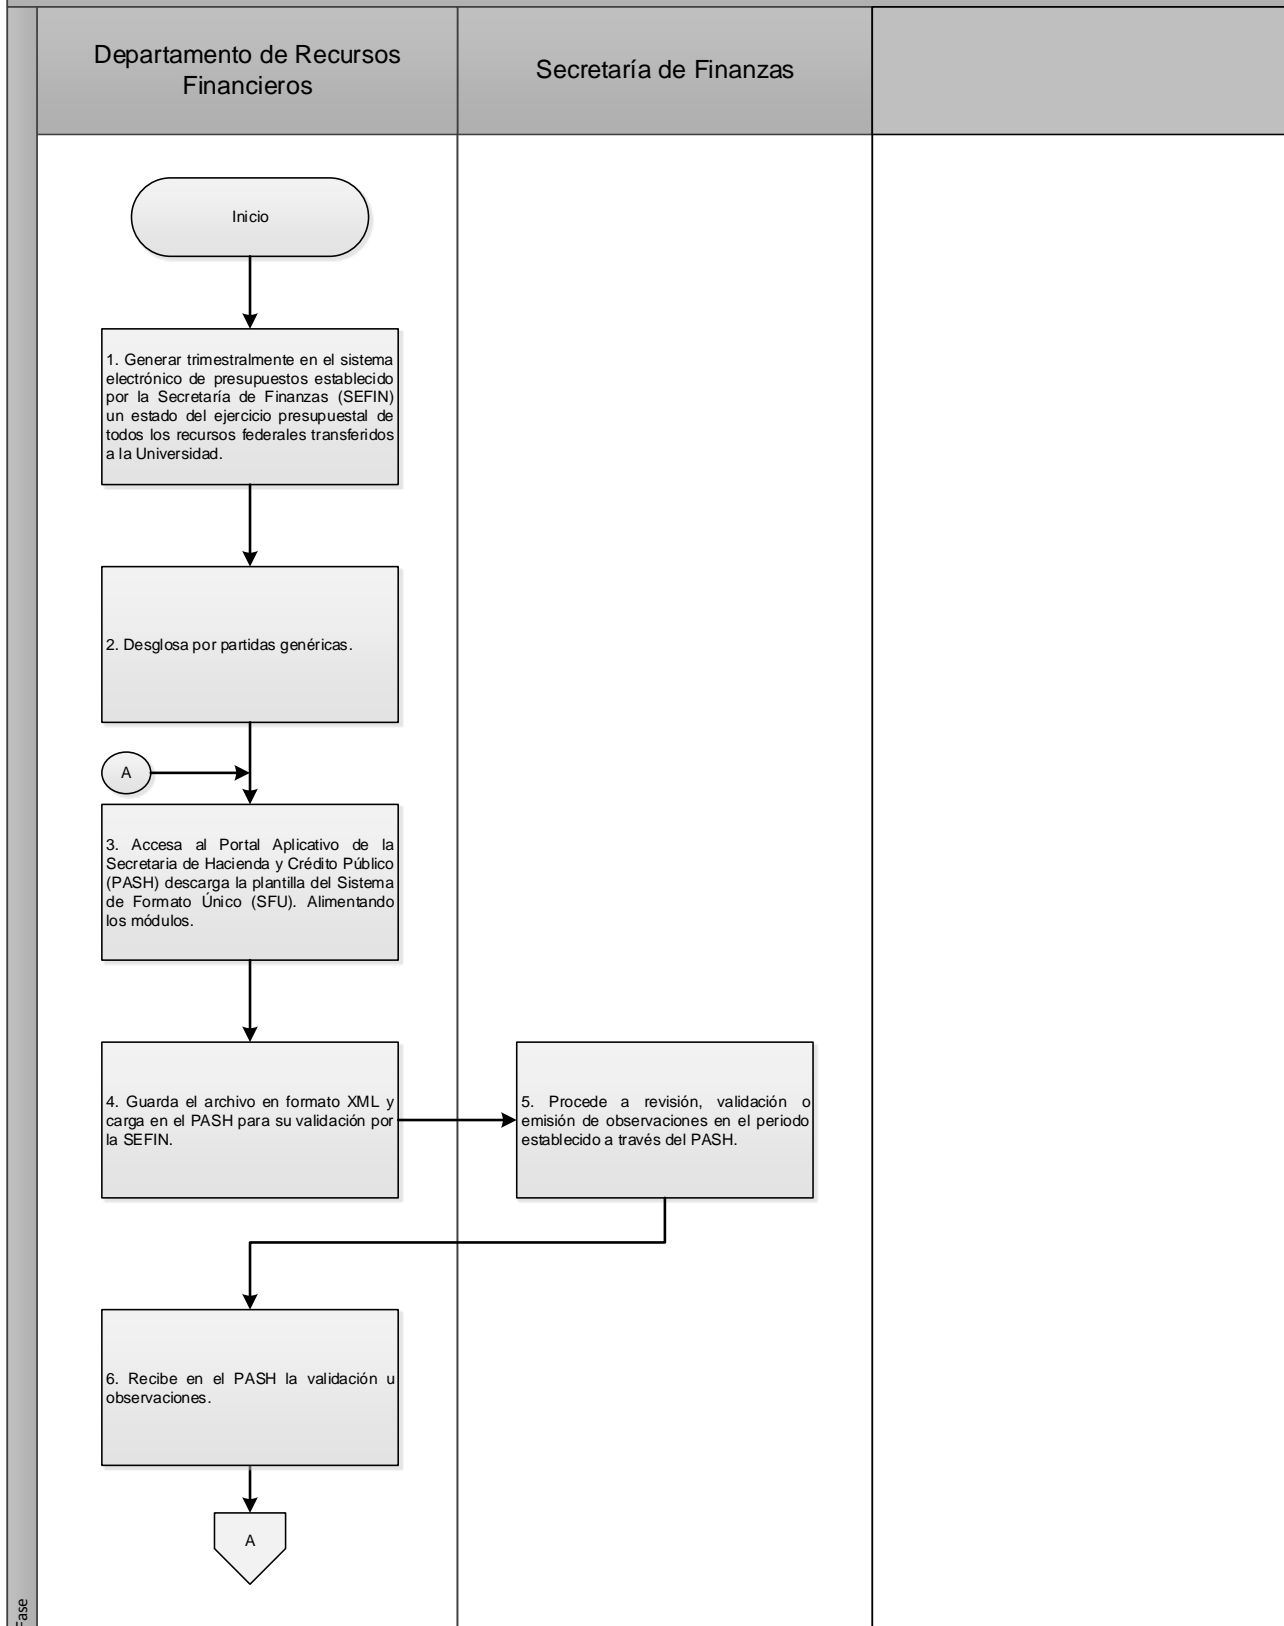 Departamento de Recursos
Financieros
Secretaría de Finanzas
Inicio
1. Generar trimestralmente en el sistema
electrónico de presupuestos establecido
por la Secretaría de Finanzas (SEFIN)
un estado del ejercicio presupuestal de
todos los recursos federales transferidos
a la Universidad.
2. Desglosa por partidas genéricas.
A
3. Accesa al Portal Aplicativo de la
Secretaria de Hacienda y Crédito Público
(PASH) descarga la plantilla del Sistema
de Formato Único (SFU). Alimentando
los módulos.
4. Guarda el archivo en formato XML y
carga en el PASH para su validación por
la SEFIN.
5. Procede a revisión, validación o
emisión de observaciones en el periodo
establecido a través del PASH.
6. Recibe en el PASH la validación u
observaciones.
A
Fase